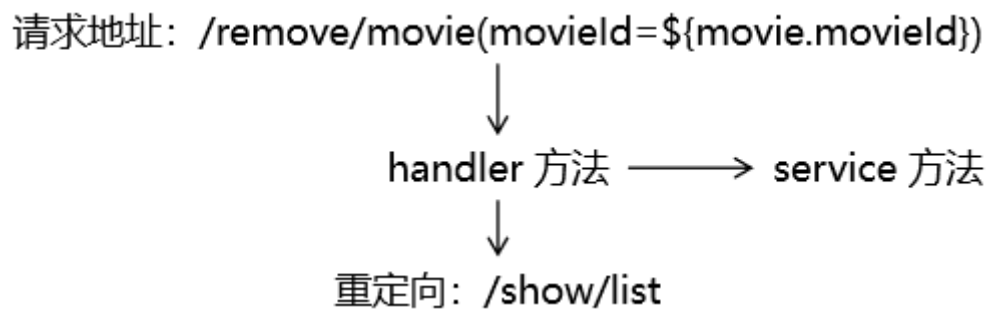 请求地址：/remove/movie(movieId=${movie.movieId})
handler 方法
service 方法
重定向：/show/list